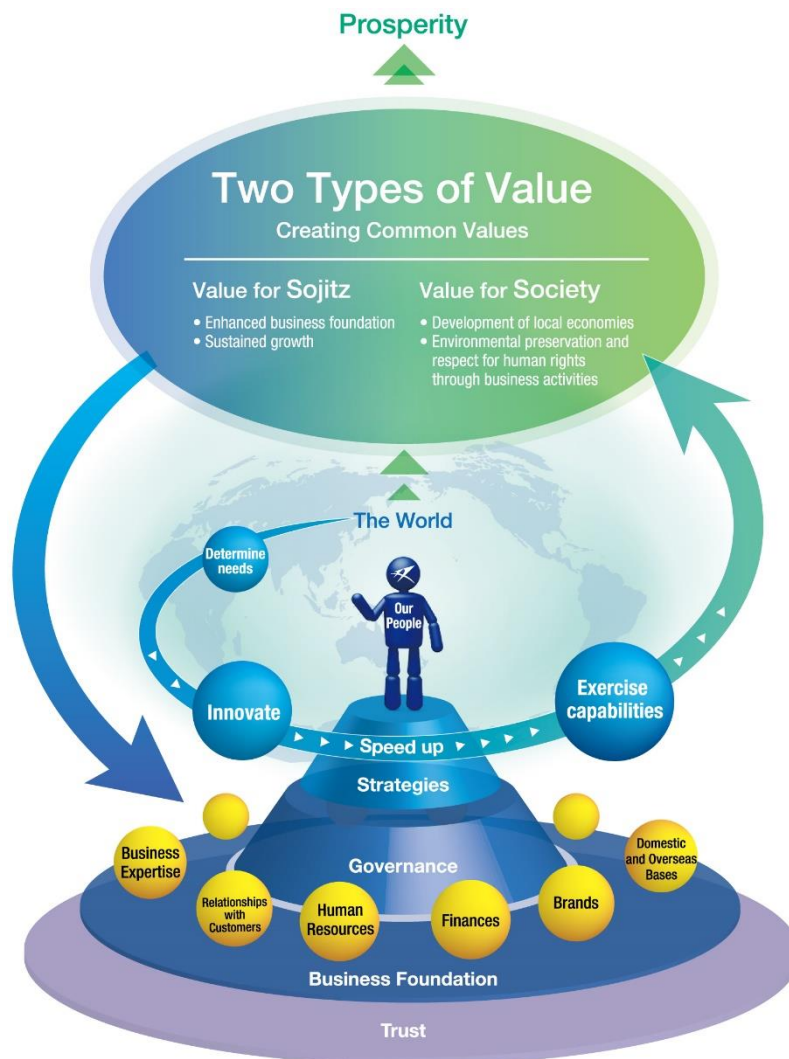 Prosperity
Two Types of Value
Creating Common Values
Value for Sojitz
• Enhanced business foundation
• Sustained growth
Value for Society
• Development of local economies
• Environmental preservation and
respect for human rights
through business activities
The World
Determine
needs
Our
People
Innovate
Exercise
capabilities
Speed up
Strategies
Business
Expertise
Governance
Domestic
and Overseas
Bases
Relationships
with
Customers
Human
Resources
Finances
Brands
Business Foundation
Trust